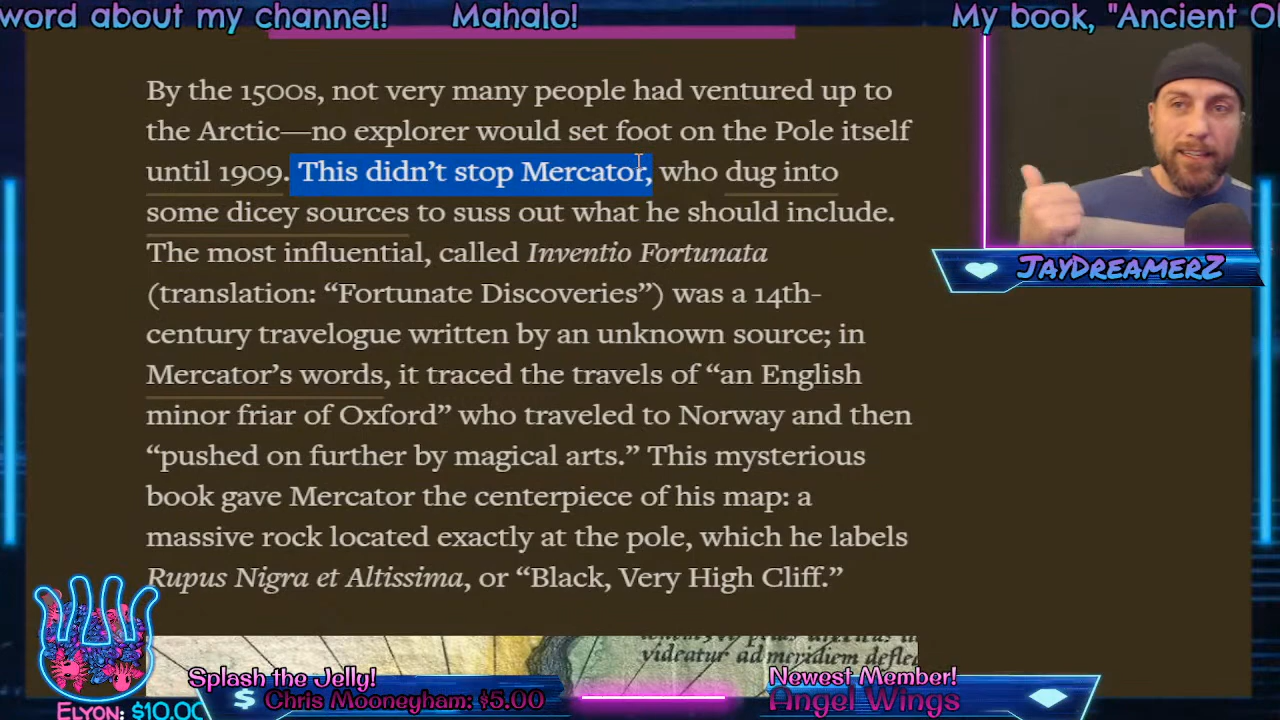 word about my channel! Mahalo! My book, "Ancient
By the 1500s, not very many people had ventured up to
the Arctic—no explorer would set foot on the Pole itself
until 1909. This didn't stop Mercator, who dug into
some dicey sources to suss out what he should include.
The most influential, called Inventio Fortunata
(translation: “Fortunate Discoveries”) was a 14th-
century travelogue written by an unknown source; in
Mercator's words, it traced the travels of “an English
minor friar of Oxford” who traveled to Norway and then
“pushed on further by magical arts.” This mysterious
book gave Mercator the centerpiece of his map: a
massive rock located exactly at the pole, which he labels
Rupus Nigra et Altissima, or “Black, Very High Cliff.”
JayDreamerZ
videatur ad meridiem
Splash the Jelly!
$ Chris Mooneyham: $5.00
Newest Member!
Angel Wings
Elyon: $10.00